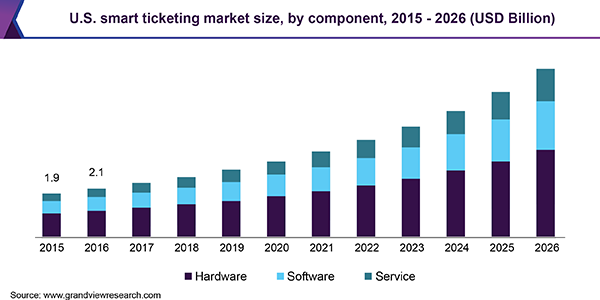 U.S. smart ticketing market size, by component, 2015 - 2026 (USD Billion)
1.9
2.1
2015 2016 2017 2018 2019 2020 2021 2022 2023 2024 2025 2026
Hardware Software Service
Source: www.grandviewresearch.com